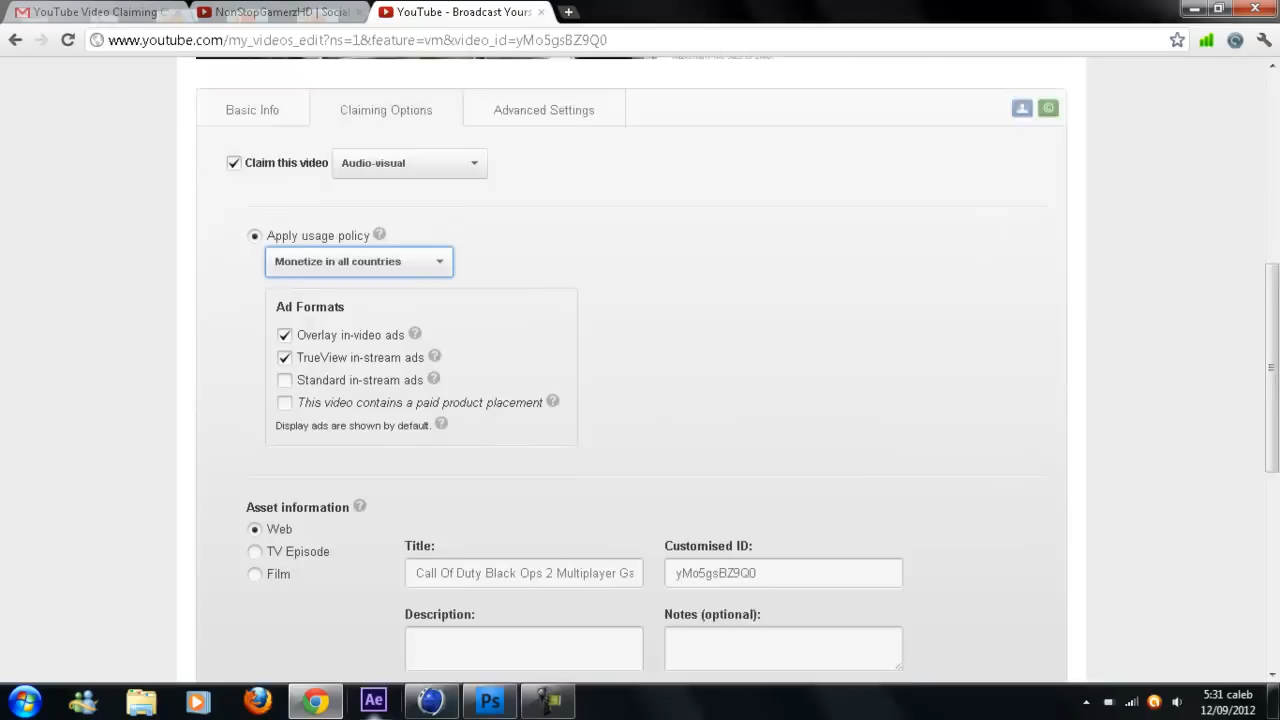 YouTube Video Claiming G
NonStopGamerzHD | Social
YouTube - Broadcast Yours
www.youtube.com/my_videos_edit?ns=1&feature=vm&video_id=yMo5gsBZ9Q0
Basic Info
Claiming Options
Advanced Settings
Claim this video
Audio-visual
Apply usage policy
Monetize in all countries
Ad Formats
Overlay in-video ads
TrueView in-stream ads
Standard in-stream ads
This video contains a paid product placement
Display ads are shown by default.
Asset information
Web
TV Episode
Film
Title:
Call Of Duty Black Ops 2 Multiplayer Ga
Customised ID:
yMo5gsBZ9Q0
Description:
Notes (optional):
Ae
Ps
5:31 caleb
12/09/2012